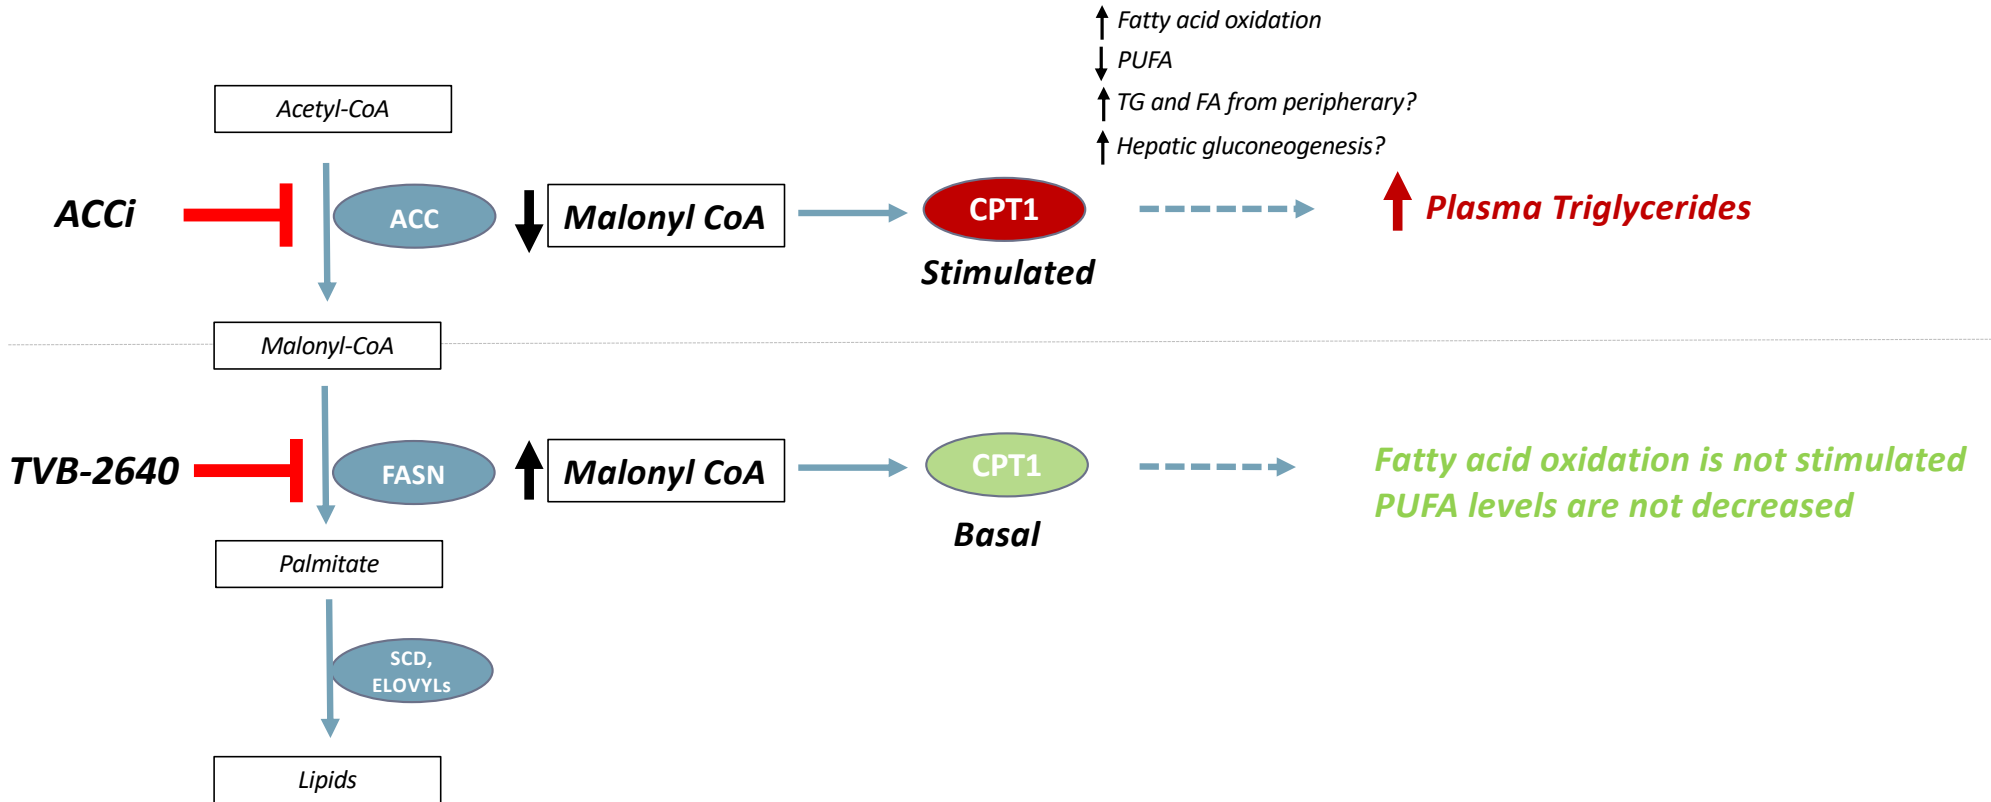 Fatty acid oxidation
PUFA
TG and FA from peripherary?
Hepatic gluconeogenesis?
Acetyl-CoA
ACCi
ACC
Malonyl CoA
CPT1
Plasma Triglycerides
Stimulated
Malonyl-CoA
TVB-2640
FASN
Malonyl CoA
CPT1
Fatty acid oxidation is not stimulated
PUFA levels are not decreased
Basal
Palmitate
SCD,
ELOVYLs
Lipids